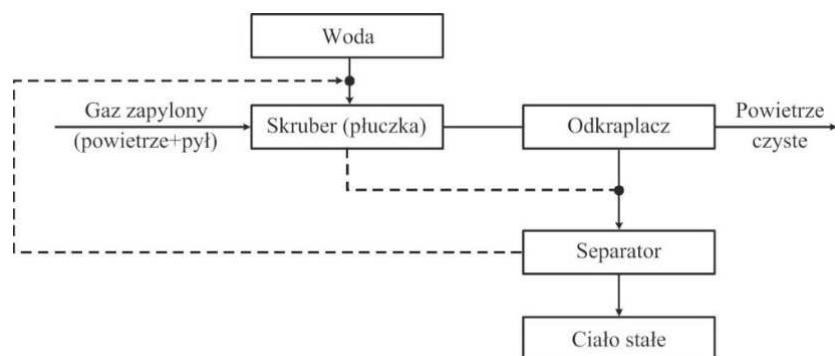 Woda
Gaz zapylony
(powietrze+pył)
Skruber (płuczka)
Odkraplacz
Powietrze
czyste
Separator
Ciało stałe